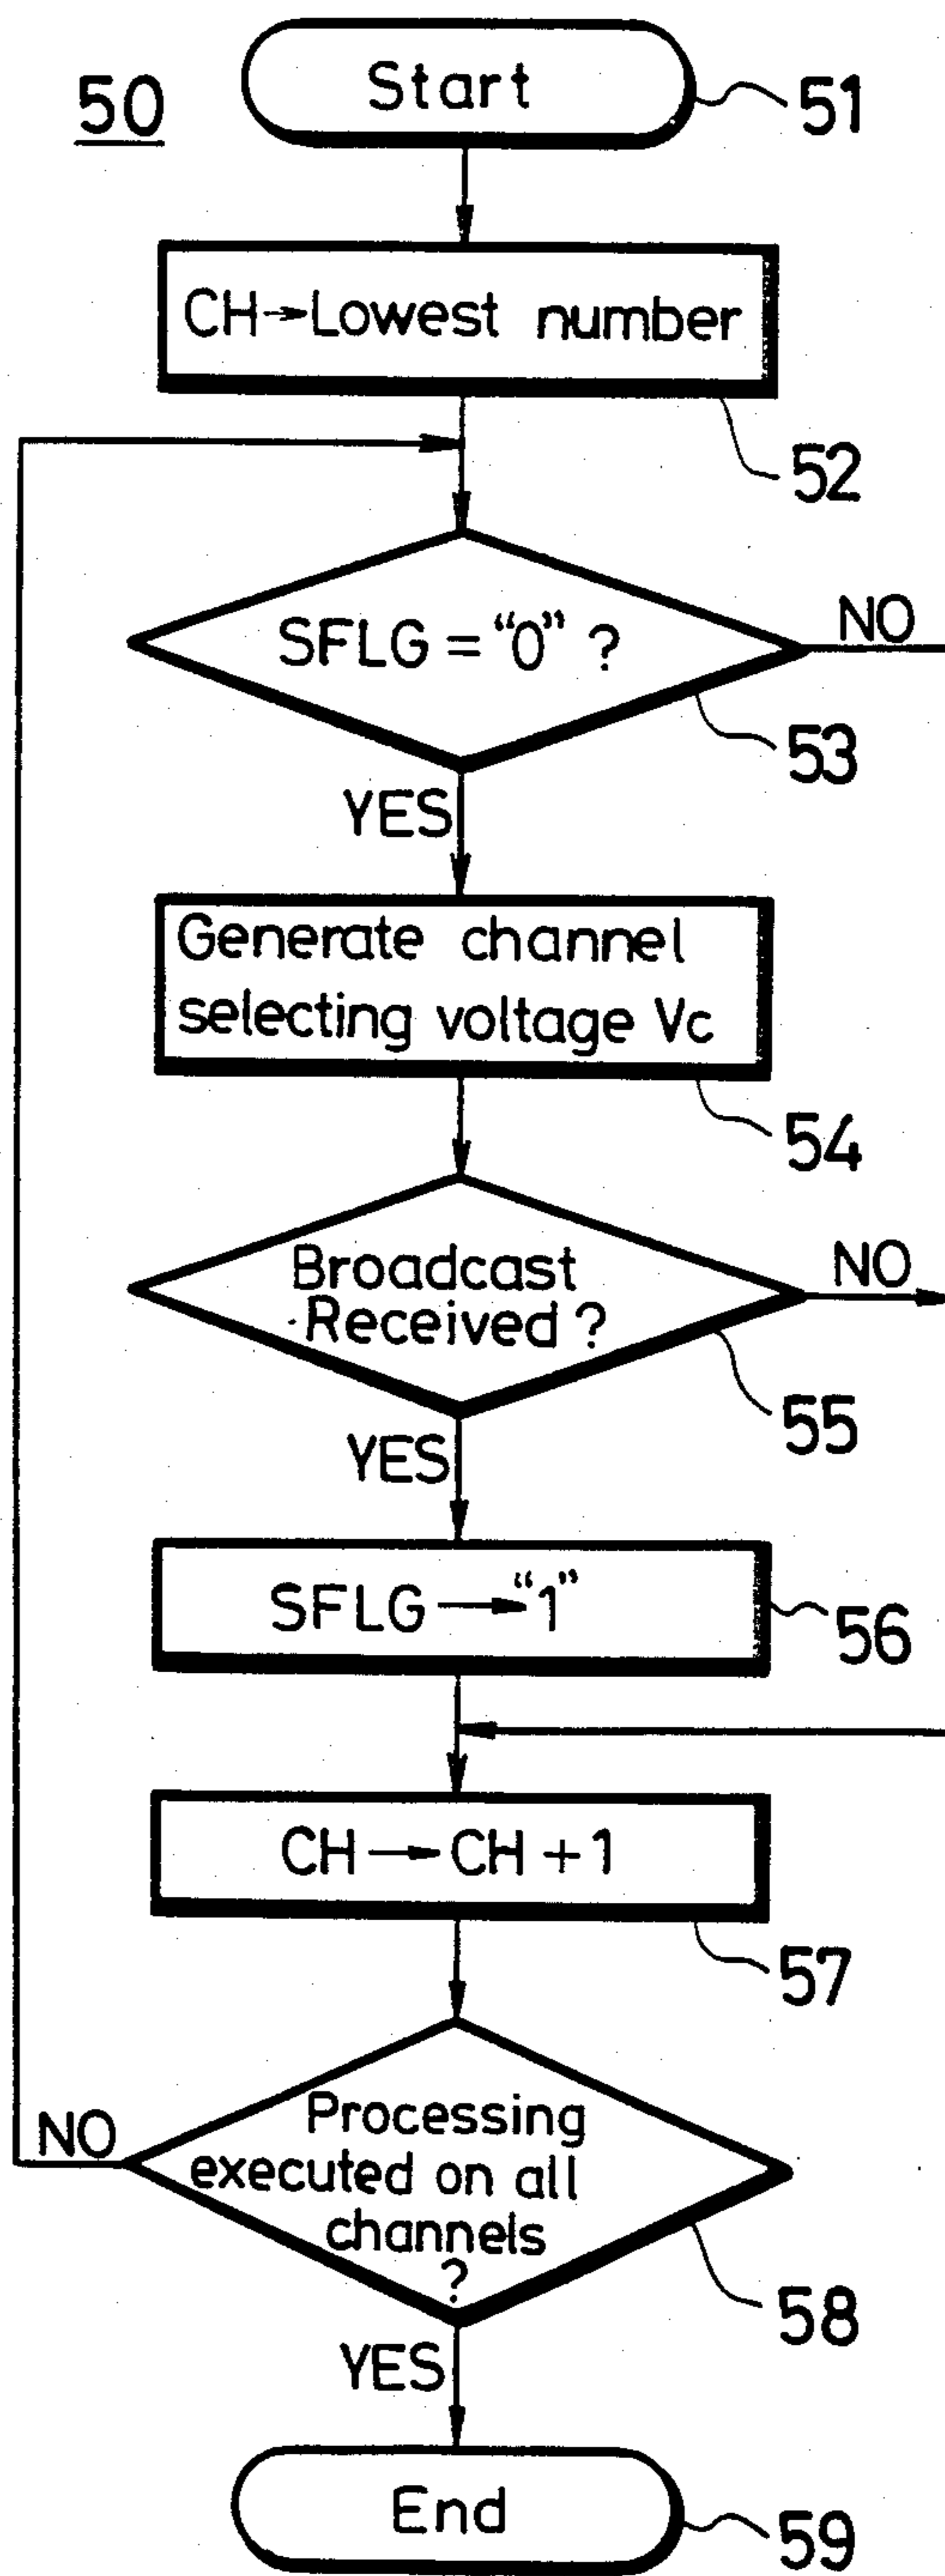 50
Start
51
CH→Lowest number
52
SFLG = “0” ?
NO
53
YES
Generate channel
selecting voltage Vc
54
Broadcast
Received ?
NO
55
YES
SFLG→“1”
56
CH→CH + 1
57
Processing
executed on all
channels
?
NO
58
YES
End
59